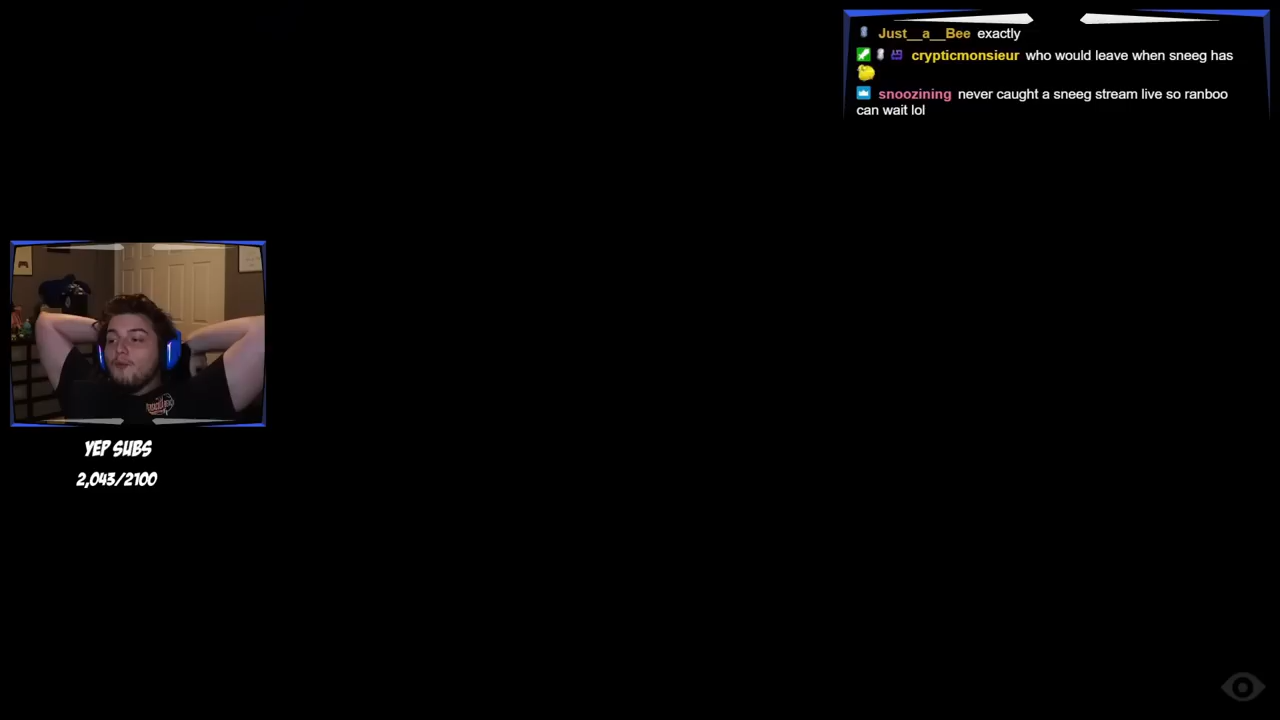 Just__a__Bee exactly
crypticmonsieur who would leave when sneeg has
snoozining never caught a sneeg stream live so ranboo
can wait lol
YEP SUBS
2,043/2100